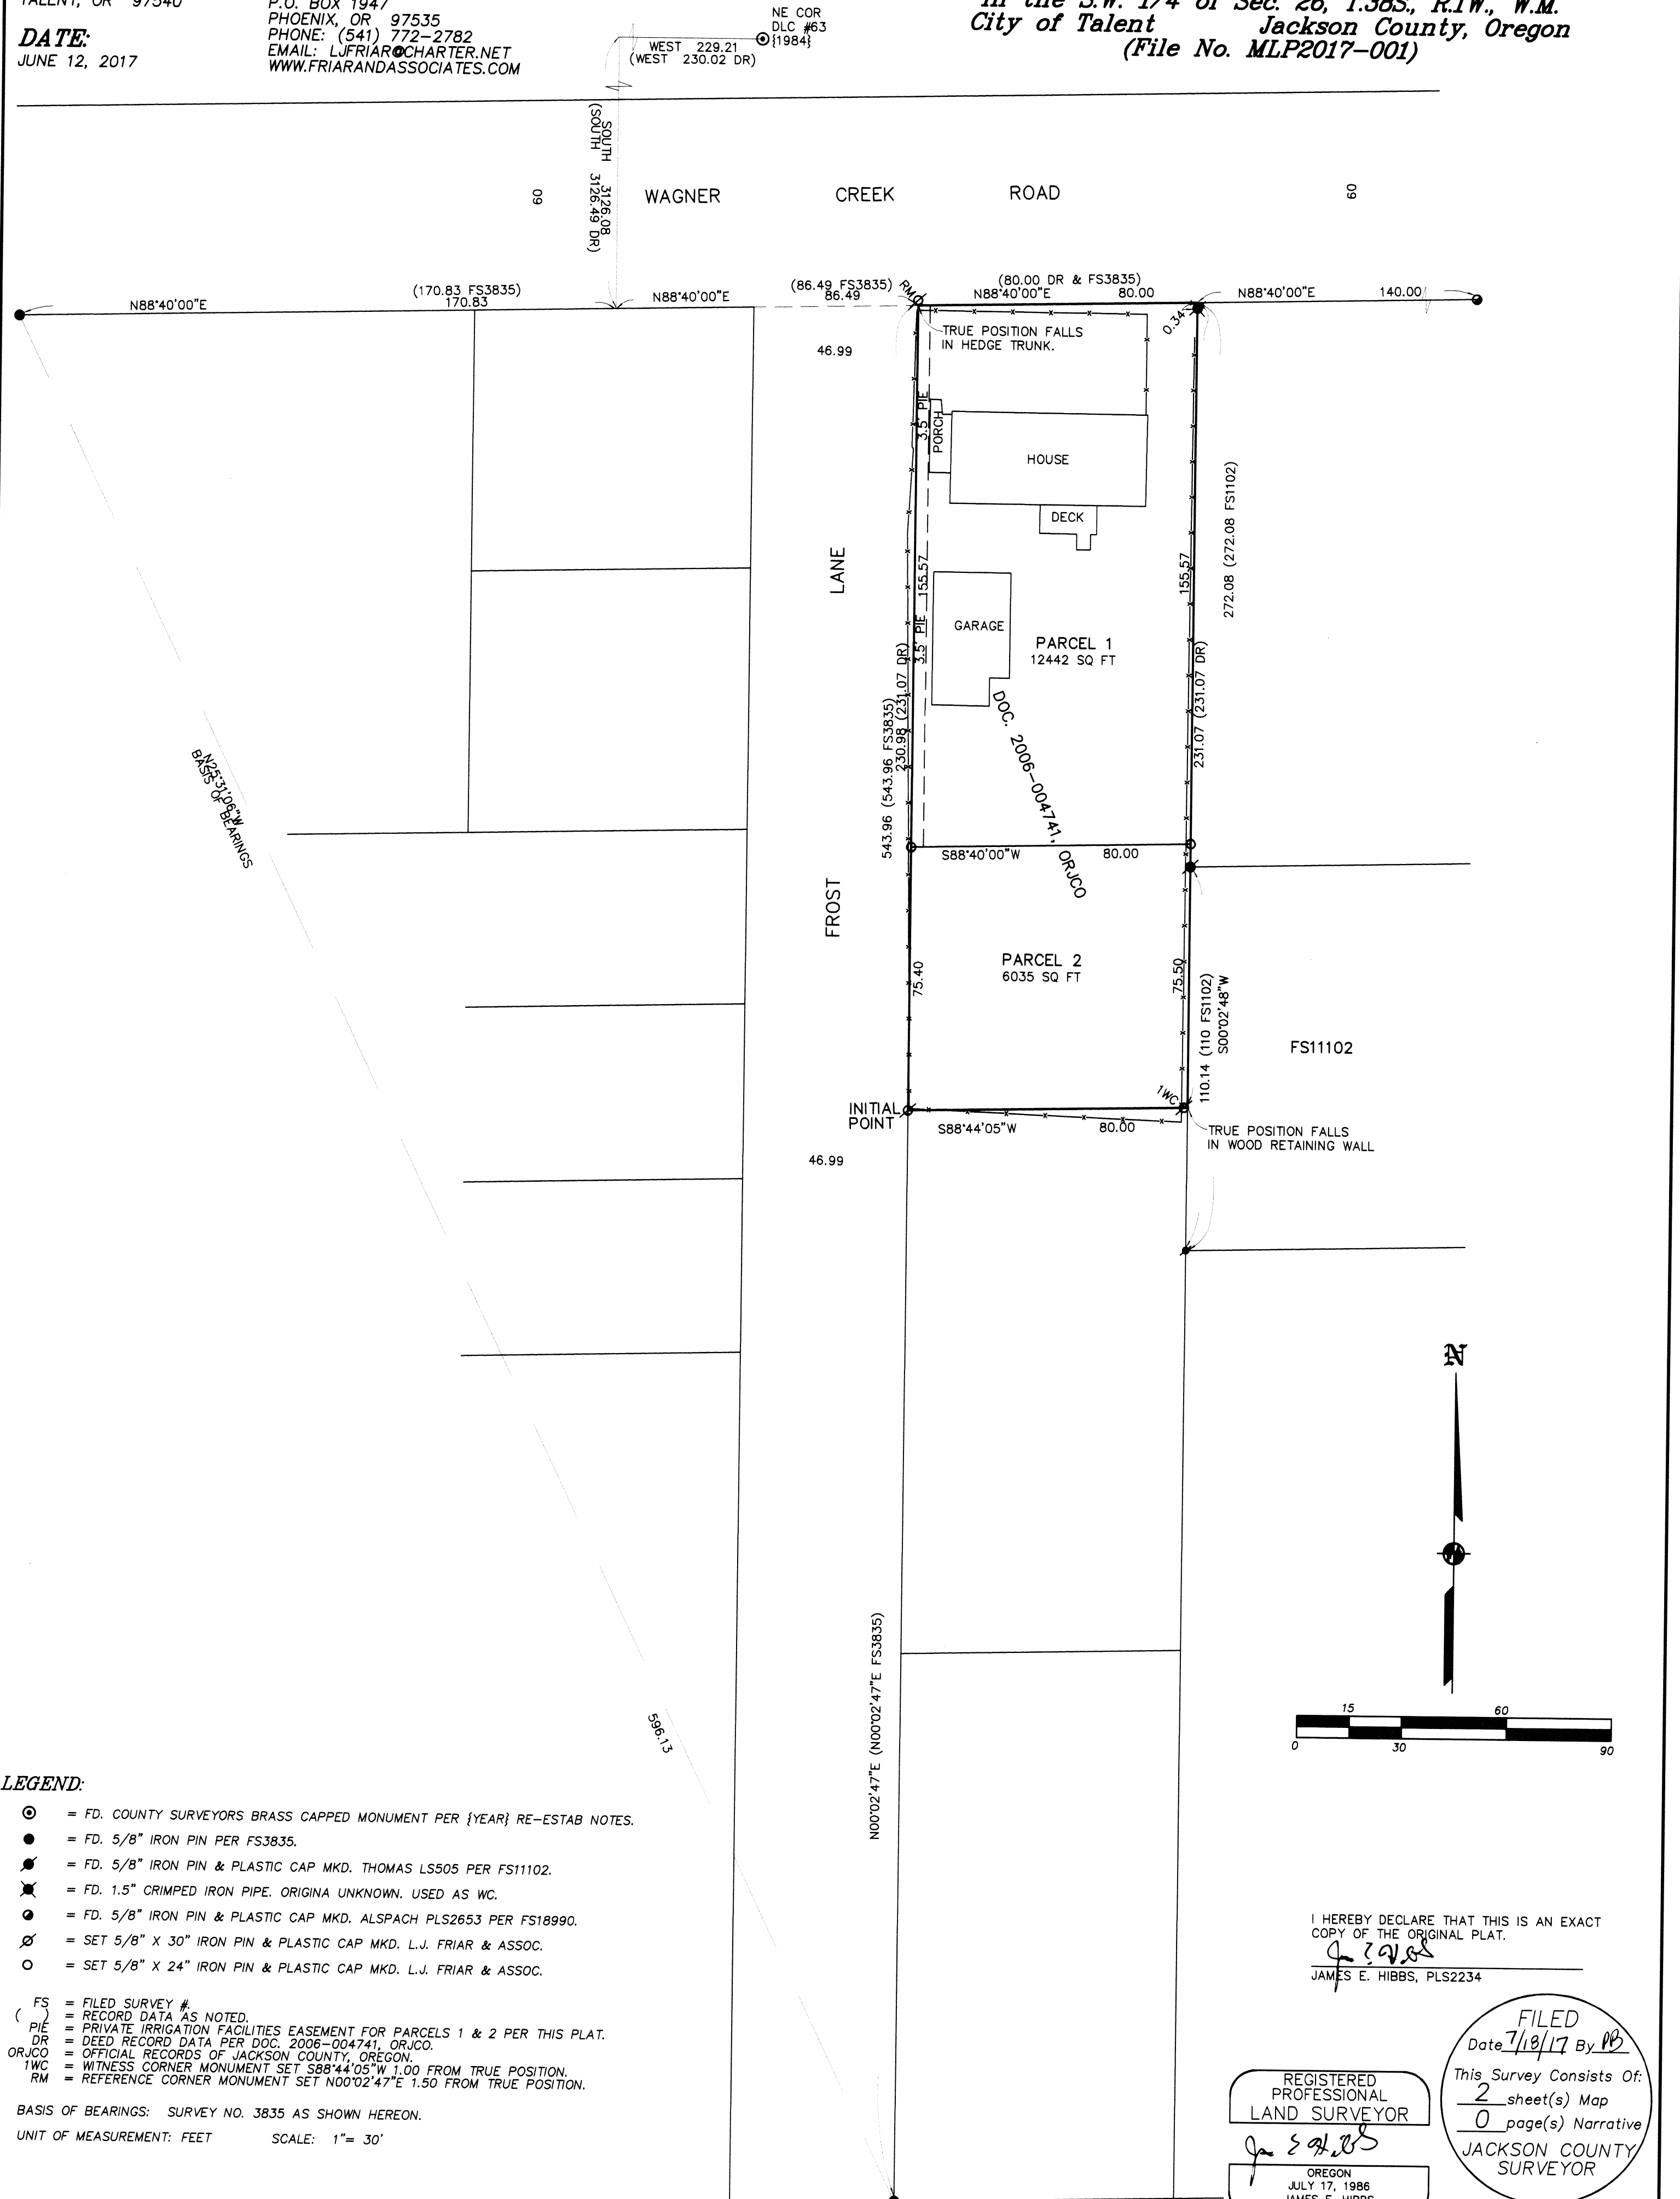 TALENT, OR 97540
DATE:
JUNE 12, 2017
P.O. BOX 1947
PHOENIX, OR 97535
PHONE: (541) 772-2782
EMAIL: LJFRIAR@CHARTER.NET
WWW.FRIARANDASSOCIATES.COM
In the S.W. 1/4 of Sec. 26, T.38S., R.1W., W.M.
City of Talent Jackson County, Oregon
(File No. MLP2017-001)
NE COR
DLC #63
{1984}
WEST 229.21
(WEST 230.02 DR)
SOUTH 3126.08
(SOUTH 3126.49 DR)
60
WAGNER CREEK ROAD
60
N88°40'00"E
(170.83 FS3835)
170.83
N88°40'00"E
(86.49 FS3835)
86.49
RM
(80.00 DR & FS3835)
N88°40'00"E 80.00
N88°40'00"E 140.00
0.34
46.99
TRUE POSITION FALLS
IN HEDGE TRUNK.
3.5' PIE
PORCH
HOUSE
DECK
272.08 (272.08 FS1102)
LANE
155.57
155.57
GARAGE
3.5' PIE
PARCEL 1
12442 SQ FT
543.96 (543.96 FS3835)
230.98 (231.07 DR)
231.07 (231.07 DR)
DOC. 2006-004741, ORJCO
N25°31'06"W
BASIS OF BEARINGS
S88°40'00"W 80.00
FROST
PARCEL 2
6035 SQ FT
75.40
75.50
110.14 (110 FS1102)
S00°02'48"W
FS11102
1WC
INITIAL
POINT
S88°44'05"W 80.00
TRUE POSITION FALLS
IN WOOD RETAINING WALL
46.99
N
N00°02'47"E (N00°02'47"E FS3835)
596.13
15 60
0 30 90
LEGEND:
= FD. COUNTY SURVEYORS BRASS CAPPED MONUMENT PER {YEAR} RE-ESTAB NOTES.
= FD. 5/8" IRON PIN PER FS3835.
= FD. 5/8" IRON PIN & PLASTIC CAP MKD. THOMAS LS505 PER FS11102.
= FD. 1.5" CRIMPED IRON PIPE. ORIGINA UNKNOWN. USED AS WC.
= FD. 5/8" IRON PIN & PLASTIC CAP MKD. ALSPACH PLS2653 PER FS18990.
= SET 5/8" X 30" IRON PIN & PLASTIC CAP MKD. L.J. FRIAR & ASSOC.
= SET 5/8" X 24" IRON PIN & PLASTIC CAP MKD. L.J. FRIAR & ASSOC.
FS = FILED SURVEY #.
( ) = RECORD DATA AS NOTED.
PIE = PRIVATE IRRIGATION FACILITIES EASEMENT FOR PARCELS 1 & 2 PER THIS PLAT.
DR = DEED RECORD DATA PER DOC. 2006-004741, ORJCO.
ORJCO = OFFICIAL RECORDS OF JACKSON COUNTY, OREGON.
1WC = WITNESS CORNER MONUMENT SET S88°44'05"W 1.00 FROM TRUE POSITION.
RM = REFERENCE CORNER MONUMENT SET N00°02'47"E 1.50 FROM TRUE POSITION.
BASIS OF BEARINGS: SURVEY NO. 3835 AS SHOWN HEREON.
UNIT OF MEASUREMENT: FEET SCALE: 1"= 30'
I HEREBY DECLARE THAT THIS IS AN EXACT
COPY OF THE ORIGINAL PLAT.
JAMES E. HIBBS, PLS2234
FILED
Date 7/18/17 By PB
This Survey Consists Of:
2 sheet(s) Map
0 page(s) Narrative
JACKSON COUNTY
SURVEYOR
REGISTERED
PROFESSIONAL
LAND SURVEYOR
OREGON
JULY 17, 1986
JAMES E. HIBBS